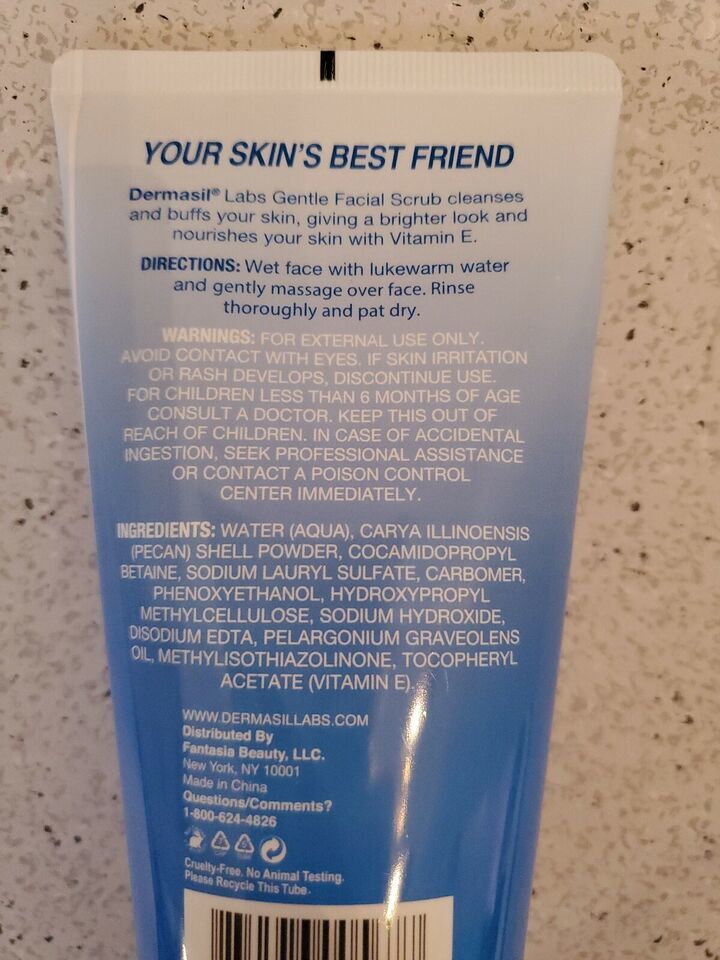 YOUR SKIN'S BEST FRIEND
Dermasil® Labs Gentle Facial Scrub cleanses
and buffs your skin, giving a brighter look and
nourishes your skin with Vitamin E.
DIRECTIONS: Wet face with lukewarm water
and gently massage over face. Rinse
thoroughly and pat dry.
WARNINGS: FOR EXTERNAL USE ONLY.
AVOID CONTACT WITH EYES. IF SKIN IRRITATION
OR RASH DEVELOPS, DISCONTINUE USE.
FOR CHILDREN LESS THAN 6 MONTHS OF AGE
CONSULT A DOCTOR. KEEP THIS OUT OF
REACH OF CHILDREN. IN CASE OF ACCIDENTAL
INGESTION, SEEK PROFESSIONAL ASSISTANCE
OR CONTACT A POISON CONTROL
CENTER IMMEDIATELY.
INGREDIENTS: WATER (AQUA), CARYA ILLINOENSIS
(PECAN) SHELL POWDER, COCAMIDOPROPYL
BETAINE, SODIUM LAURYL SULFATE, CARBOMER,
PHENOXYETHANOL, HYDROXYPROPYL
METHYLCELLULOSE, SODIUM HYDROXIDE,
DISODIUM EDTA, PELARGONIUM GRAVEOLENS
OIL, METHYLISOTHIAZOLINONE, TOCOPHERYL
ACETATE (VITAMIN E).
WWW.DERMASILLABS.COM
Distributed By
Fantasia Beauty, LLC.
New York, NY 10001
Made in China
Questions/Comments?
1-800-624-4826
Cruelty-Free. No Animal Testing.
Please Recycle This Tube.